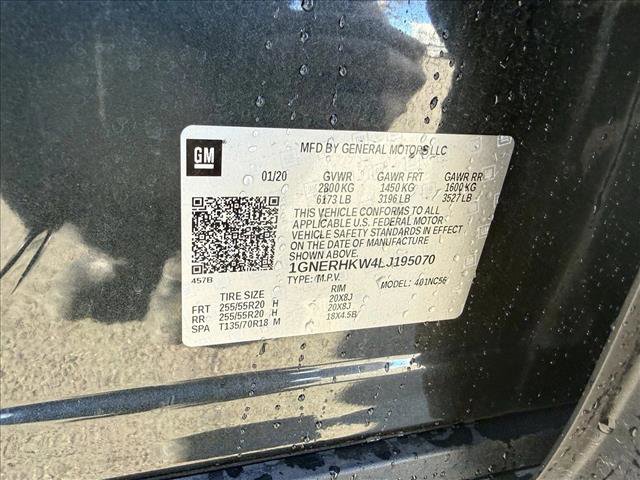 GM
MFD BY GENERAL MOTORS LLC
01/20 GVWR GAWR FRT GAWR RR
2800 KG 1450 KG 1600 KG
6173 LB 3196 LB 3527 LB
THIS VEHICLE CONFORMS TO ALL
APPLICABLE U.S. FEDERAL MOTOR
VEHICLE SAFETY STANDARDS IN EFFECT
ON THE DATE OF MANUFACTURE
SHOWN ABOVE.
1GNERHKW4LJ195070
457B TYPE: M.P.V. MODEL: 401NC56
TIRE SIZE RIM
FRT 255/55R20 H 20X8J
RR 255/55R20 H 20X8J
SPA T135/70R18 M 18X4.5B